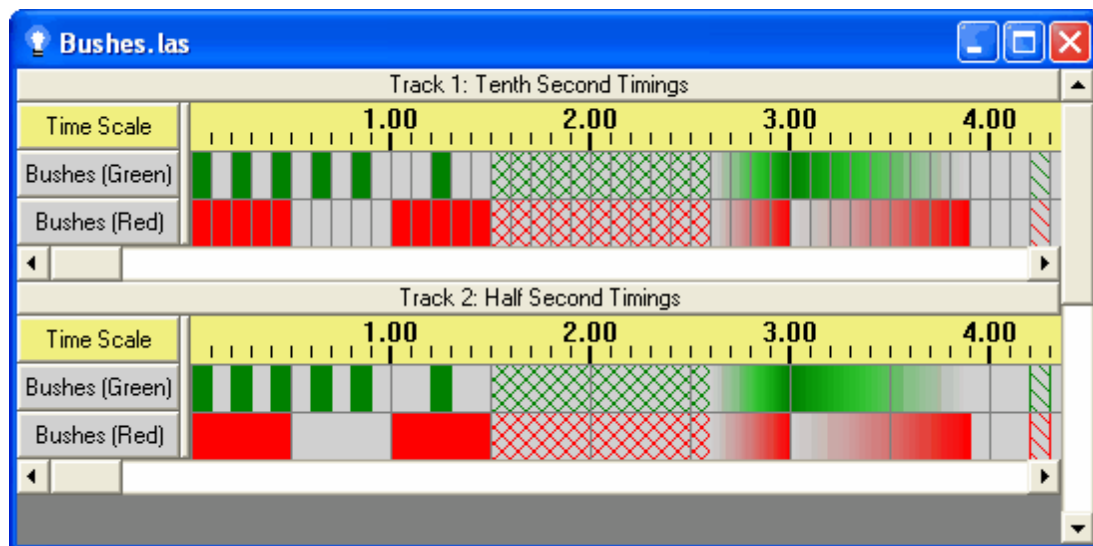 Bushes.las
Track 1: Tenth Second Timings
Time Scale 1.00 2.00 3.00 4.00
Bushes (Green)
Bushes (Red)
Track 2: Half Second Timings
Time Scale 1.00 2.00 3.00 4.00
Bushes (Green)
Bushes (Red)